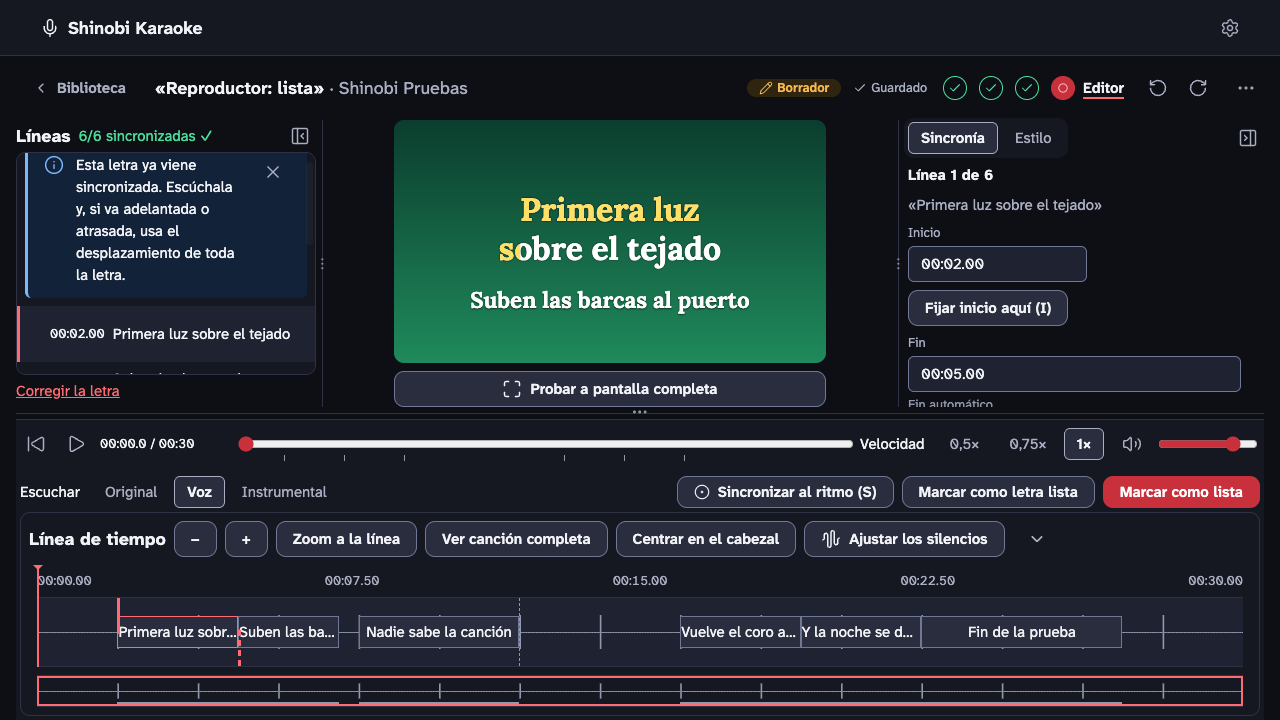 Shinobi Karaoke
Biblioteca
«Reproductor: lista» · Shinobi Pruebas
Borrador
Guardado
Editor
Líneas 6/6 sincronizadas
Esta letra ya viene
sincronizada. Escúchala
y, si va adelantada o
atrasada, usa el
desplazamiento de toda
la letra.
00:02.00 Primera luz sobre el tejado
Corregir la letra
Primera luz
sobre el tejado
Suben las barcas al puerto
Probar a pantalla completa
Sincronía Estilo
Línea 1 de 6
«Primera luz sobre el tejado»
Inicio
00:02.00
Fijar inicio aquí (I)
Fin
00:05.00
Fin automático
00:00.0 / 00:30
Velocidad 0,5× 0,75× 1×
Escuchar Original Voz Instrumental
Sincronizar al ritmo (S) Marcar como letra lista Marcar como lista
Línea de tiempo − + Zoom a la línea Ver canción completa Centrar en el cabezal Ajustar los silencios
00:00.00 00:07.50 00:15.00 00:22.50 00:30.00
Primera luz sobr... Suben las ba... Nadie sabe la canción Vuelve el coro a... Y la noche se d... Fin de la prueba